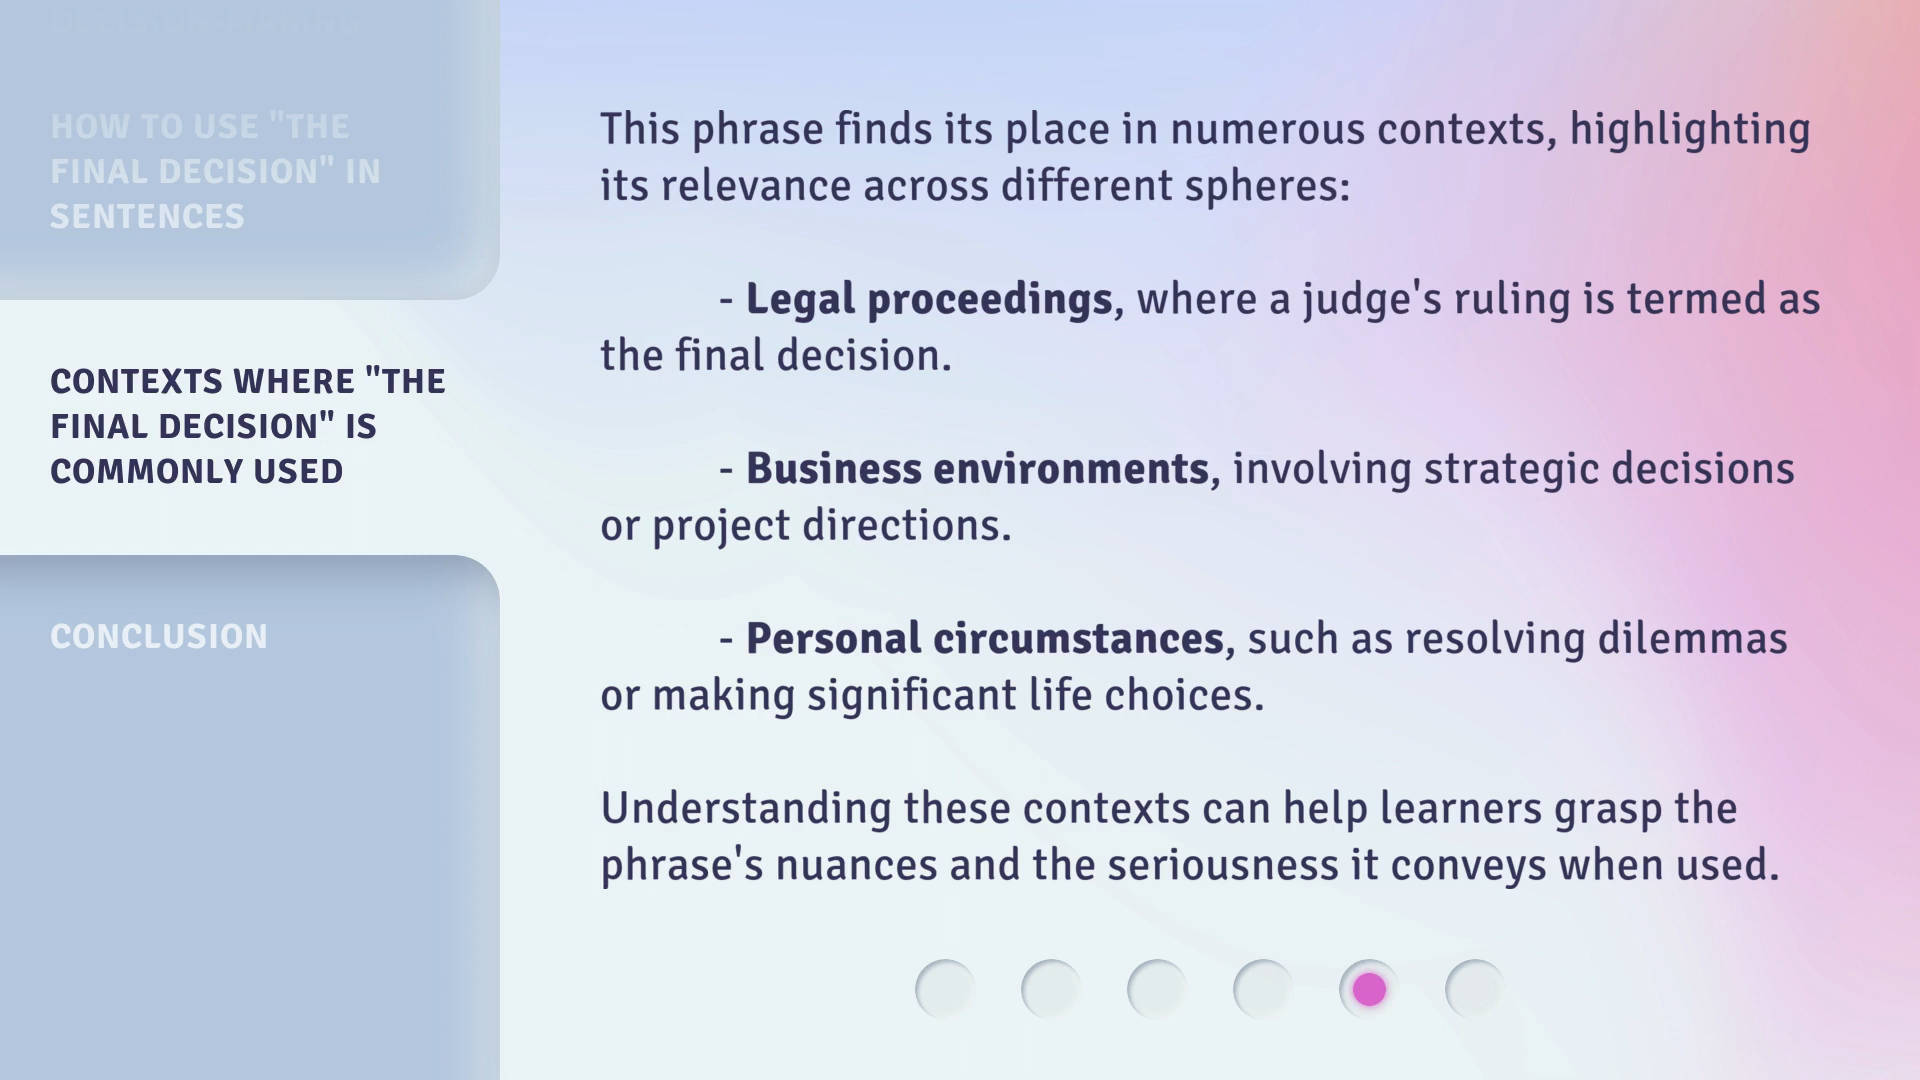 DECISION-MAKING
HOW TO USE "THE
FINAL DECISION" IN
SENTENCES
CONTEXTS WHERE "THE
FINAL DECISION" IS
COMMONLY USED
CONCLUSION
This phrase finds its place in numerous contexts, highlighting
its relevance across different spheres:
- Legal proceedings, where a judge's ruling is termed as
the final decision.
- Business environments, involving strategic decisions
or project directions.
- Personal circumstances, such as resolving dilemmas
or making significant life choices.
Understanding these contexts can help learners grasp the
phrase's nuances and the seriousness it conveys when used.